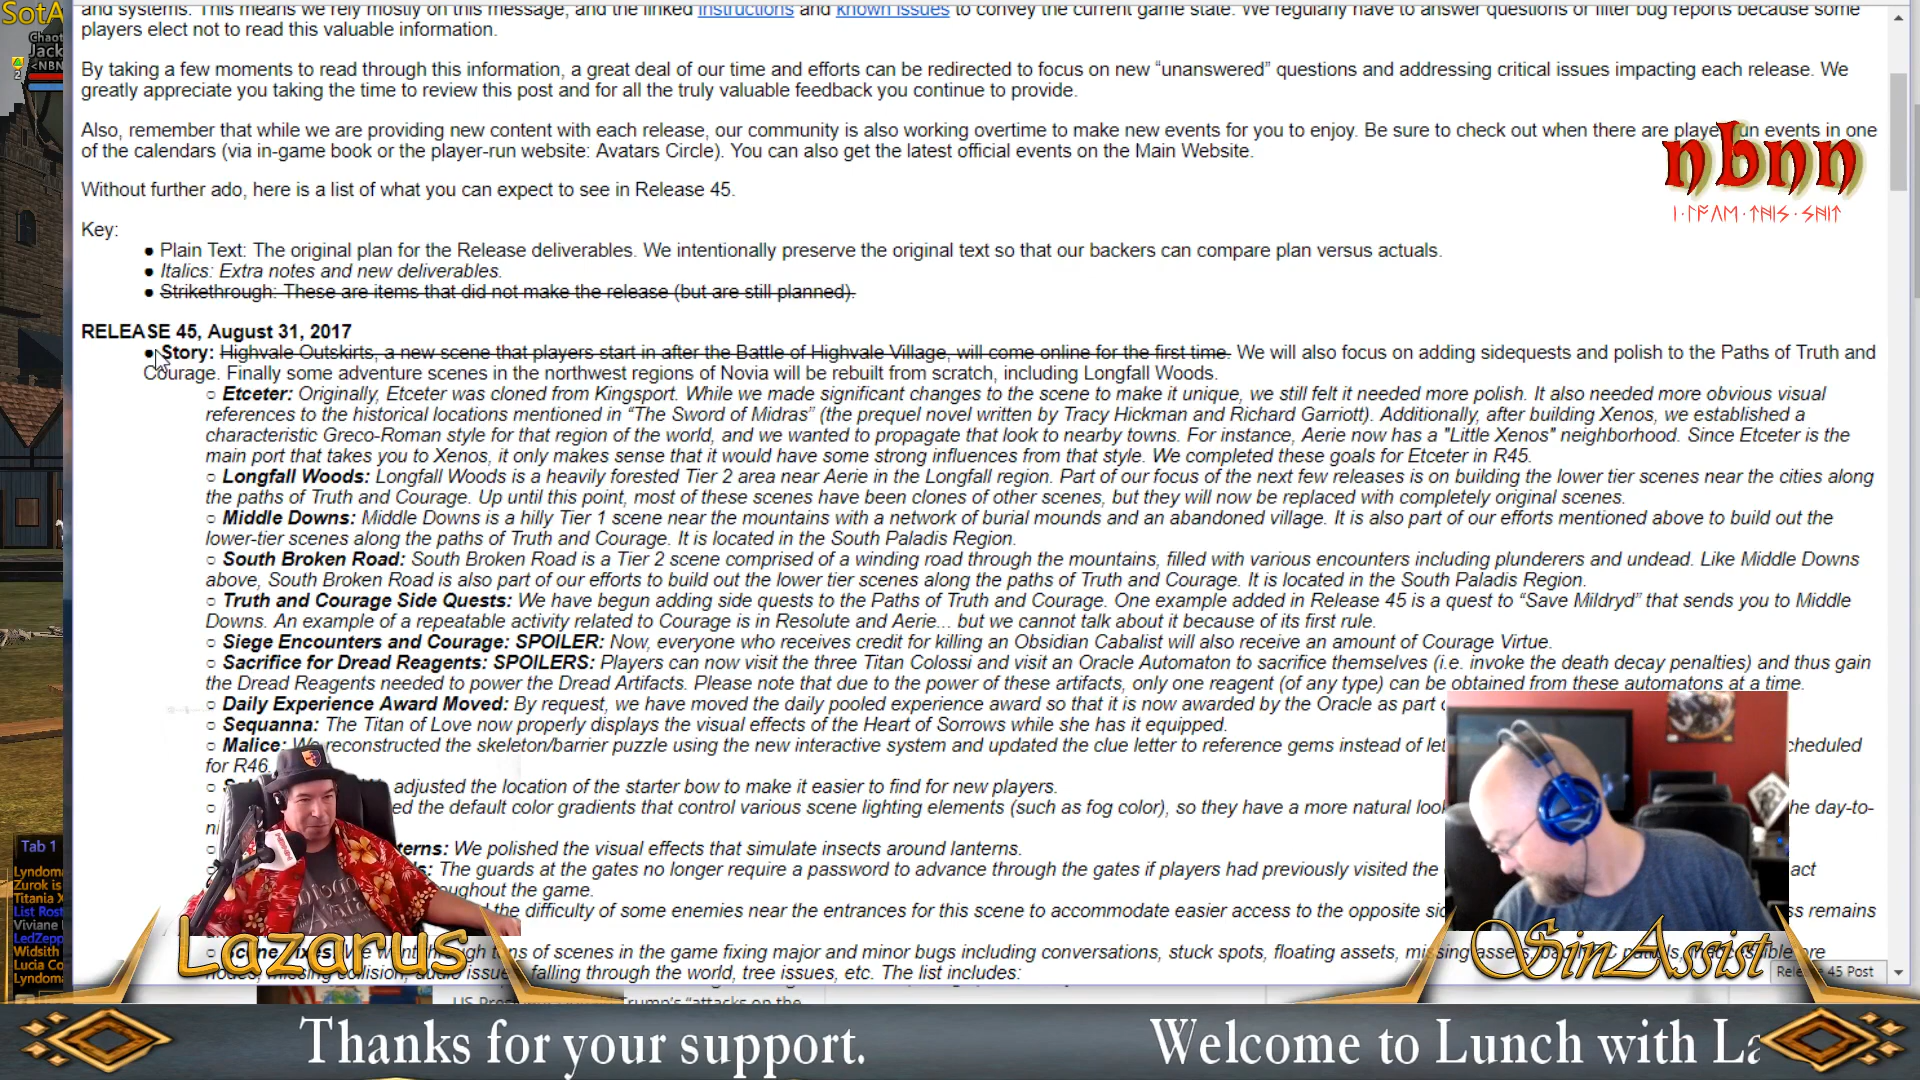 SotA
and systems. This means we rely mostly on this message, and the linked instructions and known issues to convey the current game state. We regularly have to answer questions or filter bug reports because some
players elect not to read this valuable information.
By taking a few moments to read through this information, a great deal of our time and efforts can be redirected to focus on new “unanswered” questions and addressing critical issues impacting each release. We
greatly appreciate you taking the time to review this post and for all the truly valuable feedback you continue to provide.
Also, remember that while we are providing new content with each release, our community is also working overtime to make new events for you to enjoy. Be sure to check out when there are player run events in one
of the calendars (via in-game book or the player-run website: Avatars Circle). You can also get the latest official events on the Main Website.
nbnn
ᛁ·ᛚᚩᚠᛖ·ᚦᛁᛋ·ᛋᚻᛁᛏ
Without further ado, here is a list of what you can expect to see in Release 45.
Key:
● Plain Text: The original plan for the Release deliverables. We intentionally preserve the original text so that our backers can compare plan versus actuals.
● Italics: Extra notes and new deliverables.
● Strikethrough: These are items that did not make the release (but are still planned).
RELEASE 45, August 31, 2017
● Story: Highvale Outskirts, a new scene that players start in after the Battle of Highvale Village, will come online for the first time. We will also focus on adding sidequests and polish to the Paths of Truth and
Courage. Finally some adventure scenes in the northwest regions of Novia will be rebuilt from scratch, including Longfall Woods.
○ Etceter: Originally, Etceter was cloned from Kingsport. While we made significant changes to the scene to make it unique, we still felt it needed more polish. It also needed more obvious visual
references to the historical locations mentioned in “The Sword of Midras” (the prequel novel written by Tracy Hickman and Richard Garriott). Additionally, after building Xenos, we established a
characteristic Greco-Roman style for that region of the world, and we wanted to propagate that look to nearby towns. For instance, Aerie now has a "Little Xenos" neighborhood. Since Etceter is the
main port that takes you to Xenos, it only makes sense that it would have some strong influences from that style. We completed these goals for Etceter in R45.
○ Longfall Woods: Longfall Woods is a heavily forested Tier 2 area near Aerie in the Longfall region. Part of our focus of the next few releases is on building the lower tier scenes near the cities along
the paths of Truth and Courage. Up until this point, most of these scenes have been clones of other scenes, but they will now be replaced with completely original scenes.
○ Middle Downs: Middle Downs is a hilly Tier 1 scene near the mountains with a network of burial mounds and an abandoned village. It is also part of our efforts mentioned above to build out the
lower-tier scenes along the paths of Truth and Courage. It is located in the South Paladis Region.
○ South Broken Road: South Broken Road is a Tier 2 scene comprised of a winding road through the mountains, filled with various encounters including plunderers and undead. Like Middle Downs
above, South Broken Road is also part of our efforts to build out the lower tier scenes along the paths of Truth and Courage. It is located in the South Paladis Region.
○ Truth and Courage Side Quests: We have begun adding side quests to the Paths of Truth and Courage. One example added in Release 45 is a quest to “Save Mildryd” that sends you to Middle
Downs. An example of a repeatable activity related to Courage is in Resolute and Aerie... but we cannot talk about it because of its first rule.
○ Siege Encounters and Courage: SPOILER: Now, everyone who receives credit for killing an Obsidian Cabalist will also receive an amount of Courage Virtue.
○ Sacrifice for Dread Reagents: SPOILERS: Players can now visit the three Titan Colossi and visit an Oracle Automaton to sacrifice themselves (i.e. invoke the death decay penalties) and thus gain
the Dread Reagents needed to power the Dread Artifacts. Please note that due to the power of these artifacts, only one reagent (of any type) can be obtained from these automatons at a time.
○ Daily Experience Award Moved: By request, we have moved the daily pooled experience award so that it is now awarded by the Oracle as part
○ Sequanna: The Titan of Love now properly displays the visual effects of the Heart of Sorrows while she has it equipped.
○ Malice: We reconstructed the skeleton/barrier puzzle using the new interactive system and updated the clue letter to reference gems instead of let cheduled
for R46.
adjusted the location of the starter bow to make it easier to find for new players.
ed the default color gradients that control various scene lighting elements (such as fog color), so they have a more natural look he day-to-
terns: We polished the visual effects that simulate insects around lanterns.
The guards at the gates no longer require a password to advance through the gates if players had previously visited the act
oughout the game.
the difficulty of some enemies near the entrances for this scene to accommodate easier access to the opposite sid ss remains
○ Scene Fixes: We went through tons of scenes in the game fixing major and minor bugs including conversations, stuck spots, floating assets, missing assets
missing collision, audio issues, falling through the world, tree issues, etc. The list includes:
Tab 1
Lyndom
Zurok is
Titania X
List Rost
Viviane
LedZepp
Widsith
Lucia Co
Lyndom
Lazarus
SinAssist
Release 45 Post
Trump's “attacks on the
Thanks for your support.
Welcome to Lunch with La